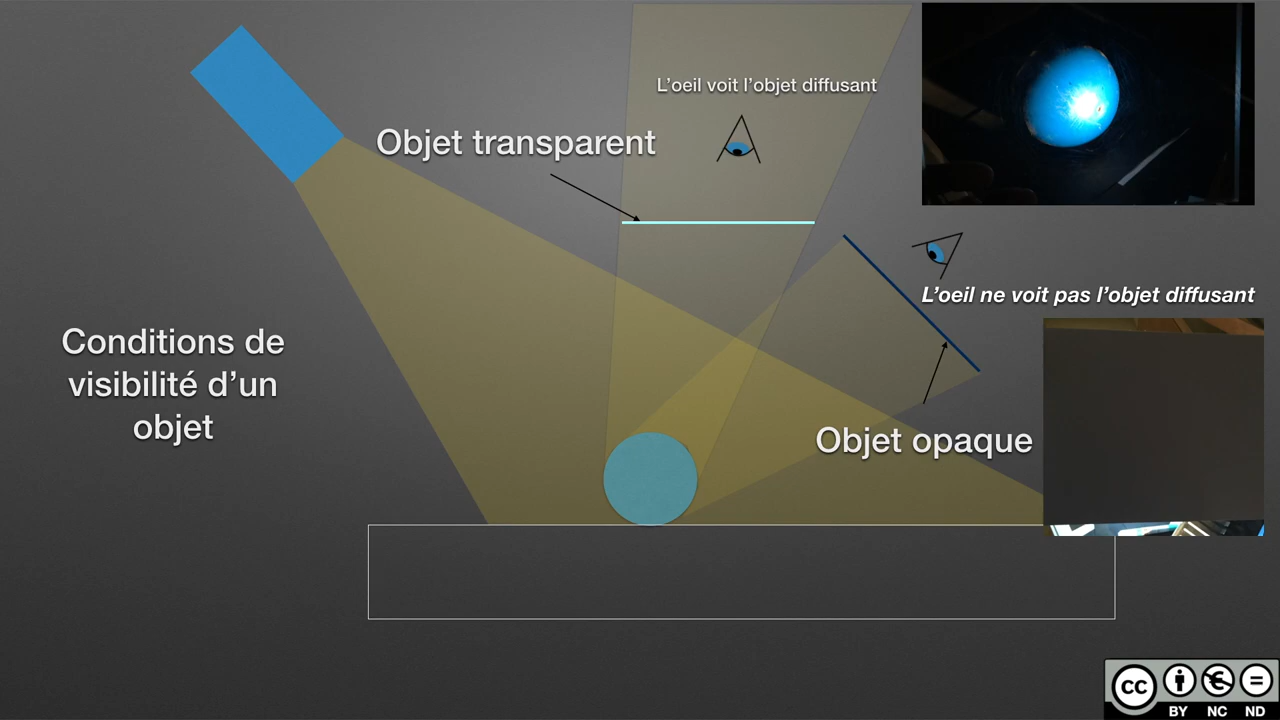 L'oeil voit l'objet diffusant
Objet transparent
L'oeil ne voit pas l'objet diffusant
Conditions de
visibilité d'un
objet
Objet opaque
cc
BY NC ND